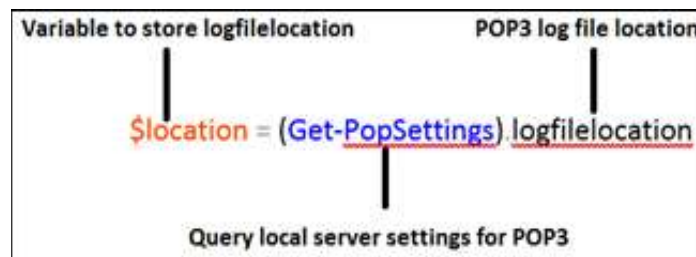 Variable to store logfilelocation
POP3 log file location
$location = (Get-PopSettings).logfilelocation
Query local server settings for POP3